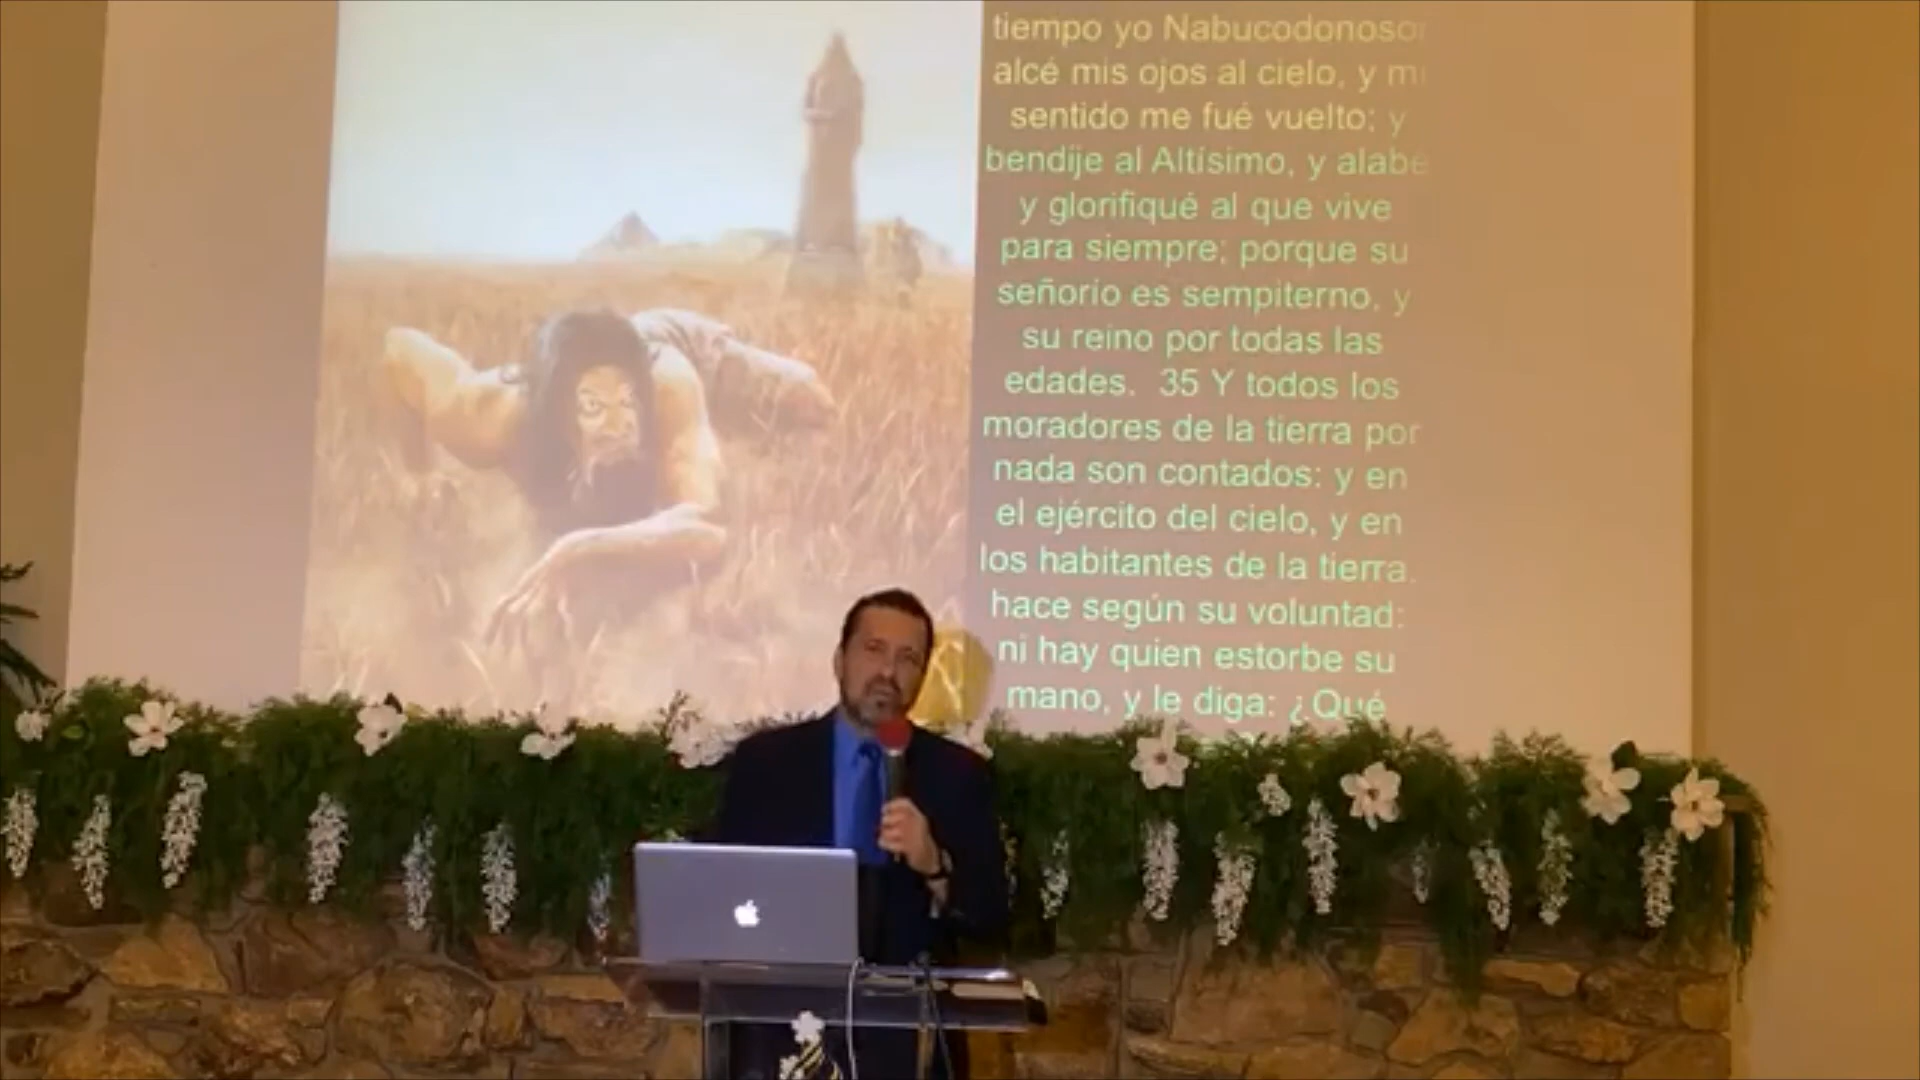 tiempo yo Nabucodonosor
alcé mis ojos al cielo, y mi
sentido me fué vuelto; y
bendije al Altísimo, y alabé
y glorifiqué al que vive
para siempre; porque su
señorio es sempiterno, y
su reino por todas las
edades. 35 Y todos los
moradores de la tierra por
nada son contados: y en
el ejército del cielo, y en
los habitantes de la tierra,
hace según su voluntad:
ni hay quien estorbe su
mano, y le diga: ¿Qué